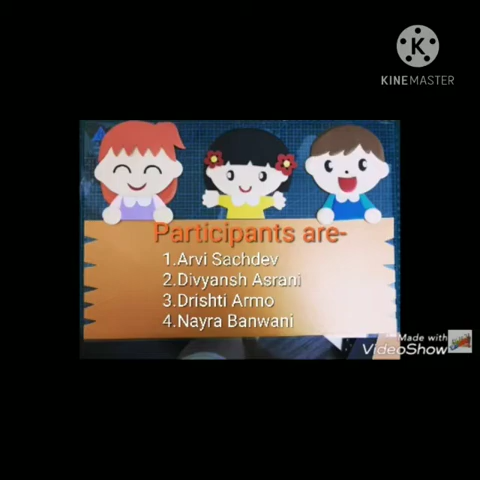 KINEMASTER
Participants are-
1.Arvi Sachdev
2.Divyansh Asrani
3.Drishti Armo
4.Nayra Banwani
Made with
VideoShow